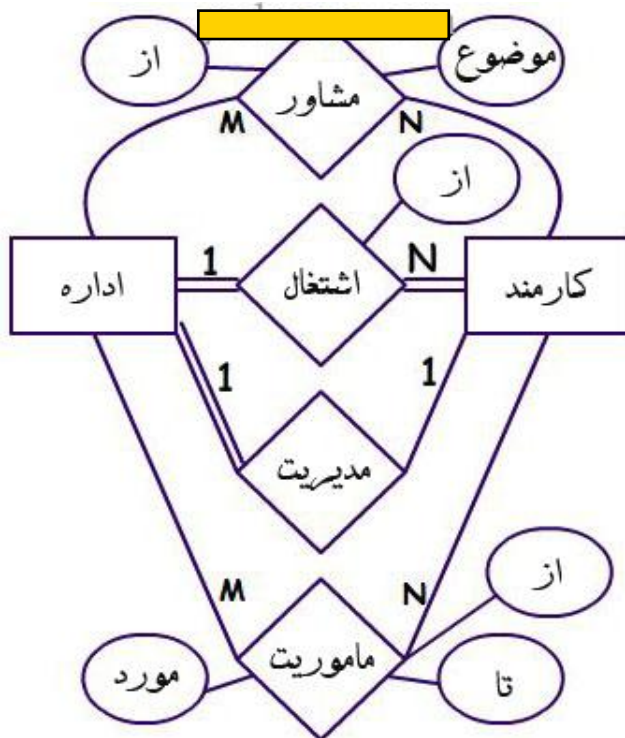 موضوع
از
مشاور
M
N
از
کارمند
N
اشتغال
1
اداره
1
1
مدیریت
از
M
N
ماموریت
تا
مورد